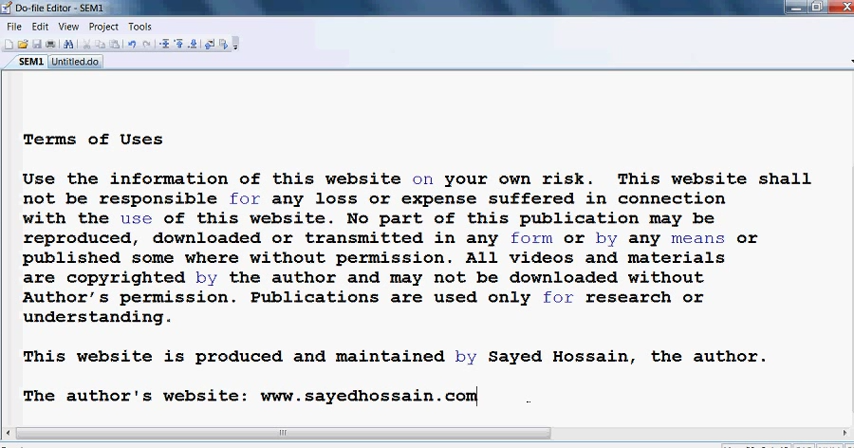 Do-file Editor - SEM1
File Edit View Project Tools
SEM1 Untitled.do
Terms of Uses
Use the information of this website on your own risk. This website shall
not be responsible for any loss or expense suffered in connection
with the use of this website. No part of this publication may be
reproduced, downloaded or transmitted in any form or by any means or
published some where without permission. All videos and materials
are copyrighted by the author and may not be downloaded without
Author's permission. Publications are used only for research or
understanding.
This website is produced and maintained by Sayed Hossain, the author.
The author's website: www.sayedhossain.com